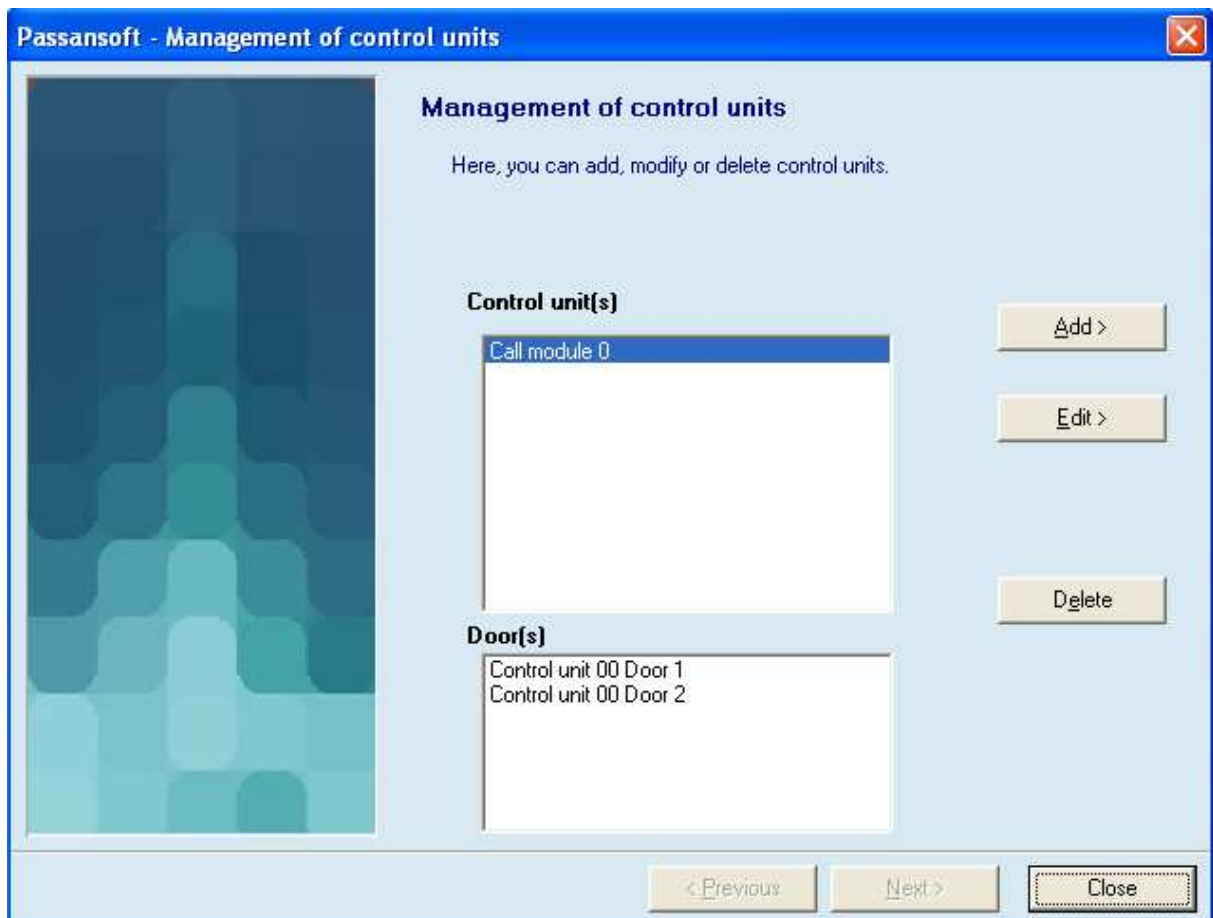 Passansoft - Management of control units
Management of control units
Here, you can add, modify or delete control units.
Control unit(s)
Call module 0
Add >
Edit >
Delete
Door(s)
Control unit 00 Door 1
Control unit 00 Door 2
< Previous
Next >
Close